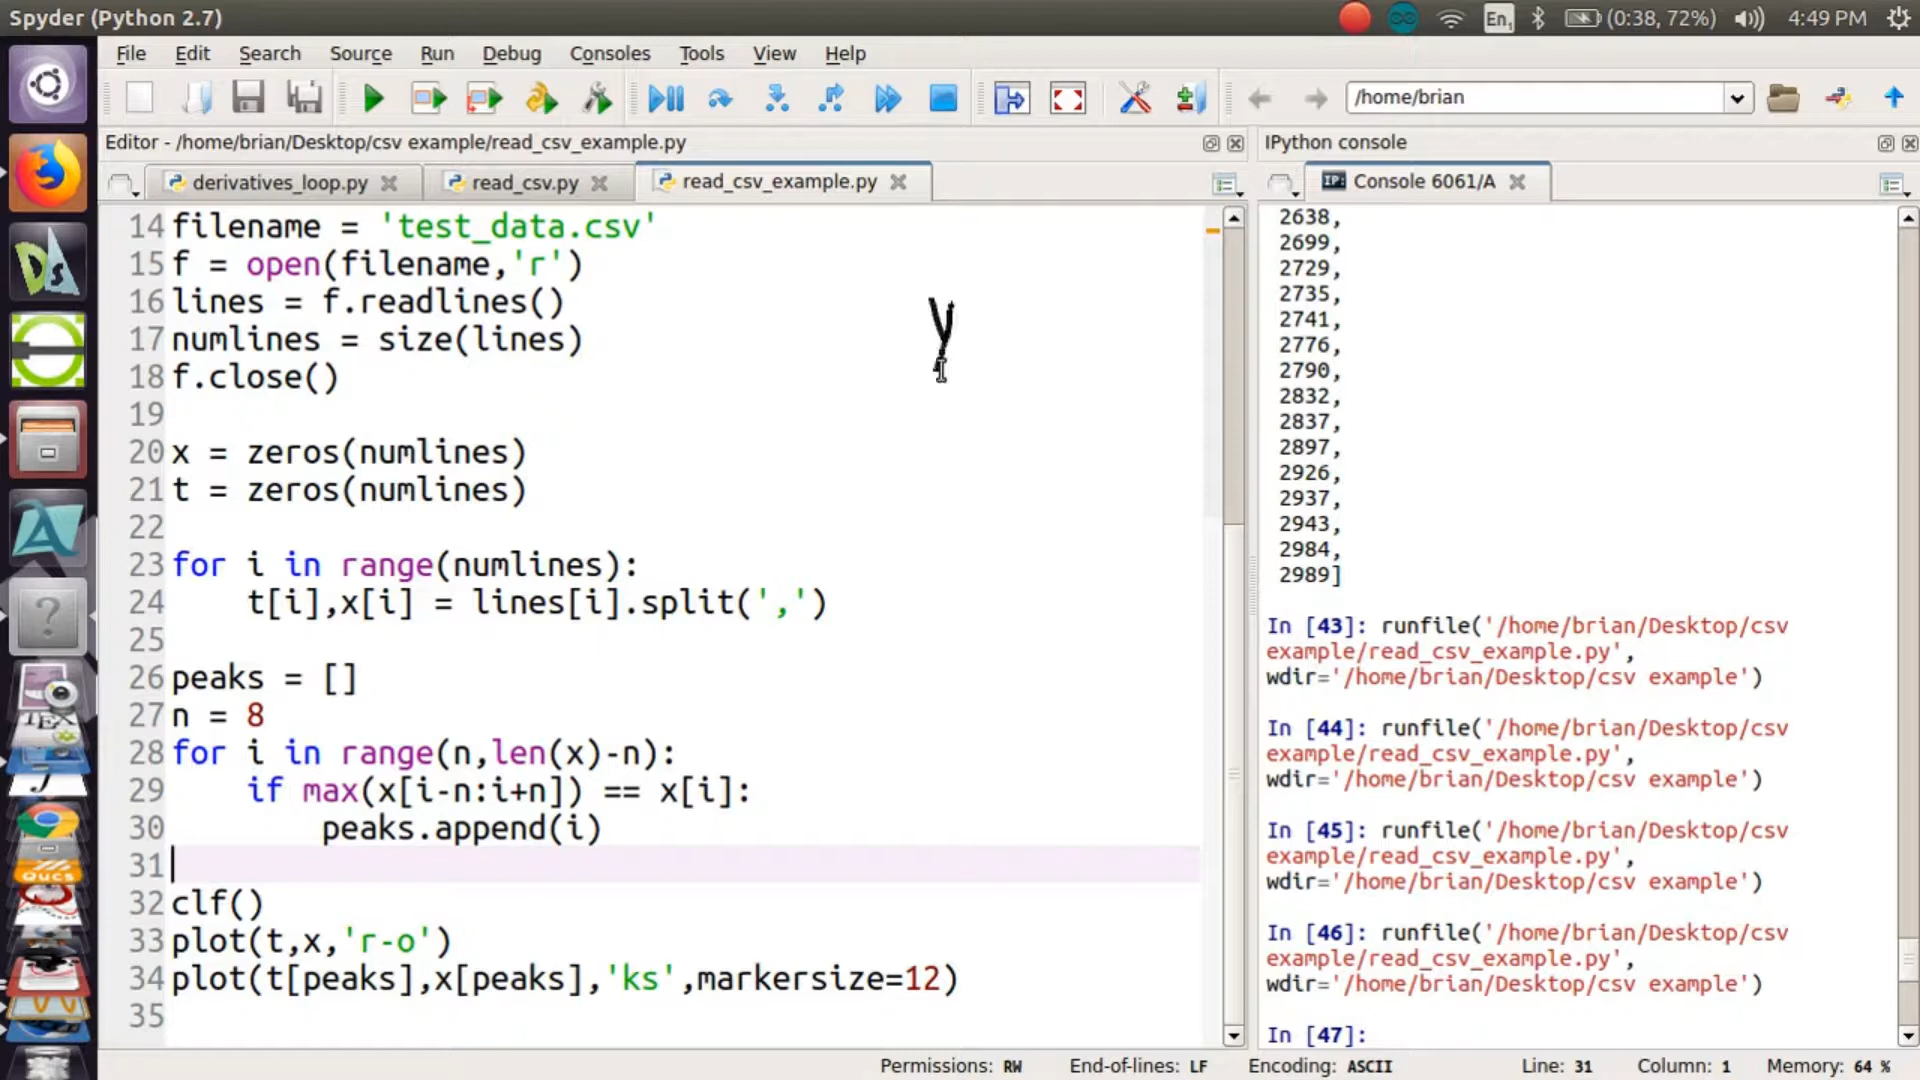 Spyder (Python 2.7)
En1
(0:38, 72%)
4:49 PM
File Edit Search Source Run Debug Consoles Tools View Help
/home/brian
Editor - /home/brian/Desktop/csv example/read_csv_example.py
derivatives_loop.py
read_csv.py
read_csv_example.py
14 filename = 'test_data.csv'
15 f = open(filename,'r')
16 lines = f.readlines()
17 numlines = size(lines)
18 f.close()
19
20 x = zeros(numlines)
21 t = zeros(numlines)
22
23 for i in range(numlines):
24 t[i],x[i] = lines[i].split(',')
25
26 peaks = []
27 n = 8
28 for i in range(n,len(x)-n):
29 if max(x[i-n:i+n]) == x[i]:
30 peaks.append(i)
31
32 clf()
33 plot(t,x,'r-o')
34 plot(t[peaks],x[peaks],'ks',markersize=12)
35
y
IPython console
IP: Console 6061/A
2638,
2699,
2729,
2735,
2741,
2776,
2790,
2832,
2837,
2897,
2926,
2937,
2943,
2984,
2989]
In [43]: runfile('/home/brian/Desktop/csv
example/read_csv_example.py',
wdir='/home/brian/Desktop/csv example')
In [44]: runfile('/home/brian/Desktop/csv
example/read_csv_example.py',
wdir='/home/brian/Desktop/csv example')
In [45]: runfile('/home/brian/Desktop/csv
example/read_csv_example.py',
wdir='/home/brian/Desktop/csv example')
In [46]: runfile('/home/brian/Desktop/csv
example/read_csv_example.py',
wdir='/home/brian/Desktop/csv example')
In [47]:
Permissions: RW End-of-lines: LF Encoding: ASCII Line: 31 Column: 1 Memory: 64 %
DS
TEX
Qucs